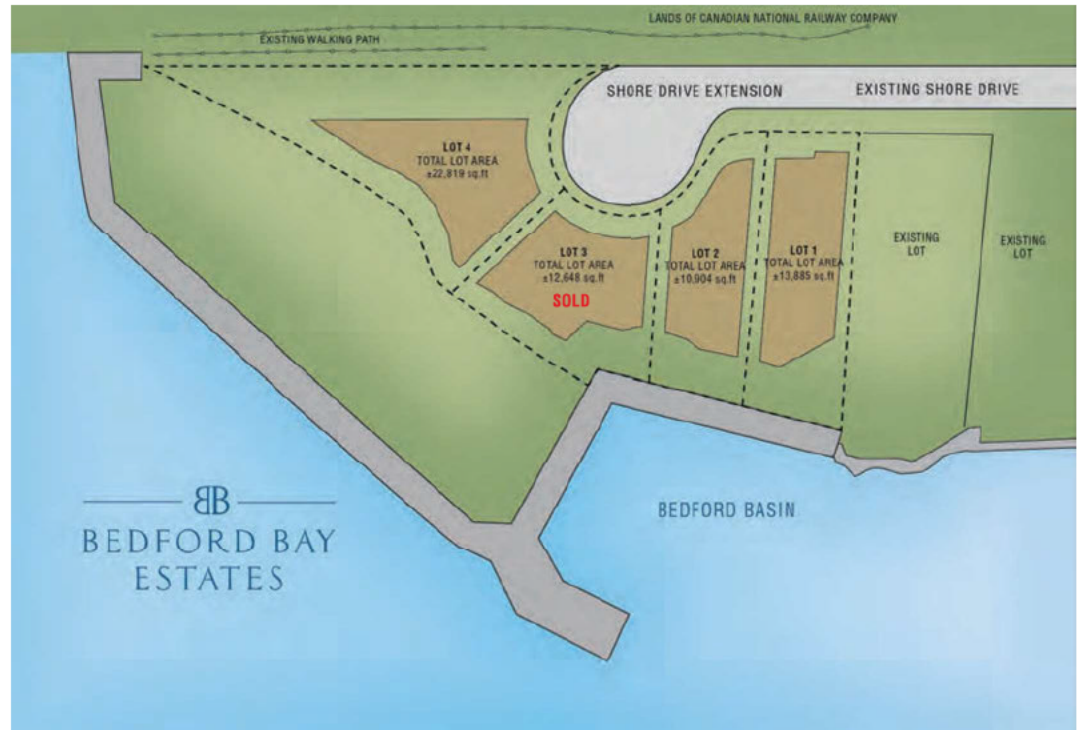 LANDS OF CANADIAN NATIONAL RAILWAY COMPANY
EXISTING WALKING PATH
SHORE DRIVE EXTENSION
EXISTING SHORE DRIVE
LOT 4
TOTAL LOT AREA
±22,819 sq.ft
LOT 3
TOTAL LOT AREA
±12,648 sq.ft
SOLD
LOT 2
TOTAL LOT AREA
±10,904 sq.ft
LOT 1
TOTAL LOT AREA
±13,885 sq.ft
EXISTING
LOT
EXISTING
LOT
BB
BEDFORD BAY
ESTATES
BEDFORD BASIN